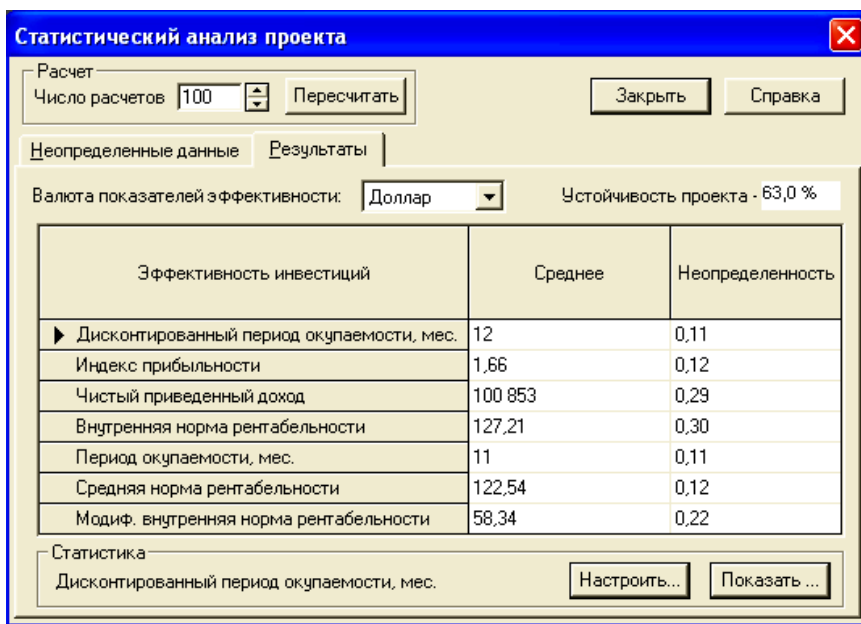 Статистический анализ проекта
Расчет
Число расчетов 100 Пересчитать Закрыть Справка
Неопределенные данные Результаты
Валюта показателей эффективности: Доллар Устойчивость проекта - 63,0 %
Эффективность инвестиций Среднее Неопределенность
Дисконтированный период окупаемости, мес. 12 0,11
Индекс прибыльности 1,66 0,12
Чистый приведенный доход 100 853 0,29
Внутренняя норма рентабельности 127,21 0,30
Период окупаемости, мес. 11 0,11
Средняя норма рентабельности 122,54 0,12
Модиф. внутренняя норма рентабельности 58,34 0,22
Статистика
Дисконтированный период окупаемости, мес. Настроить... Показать ...